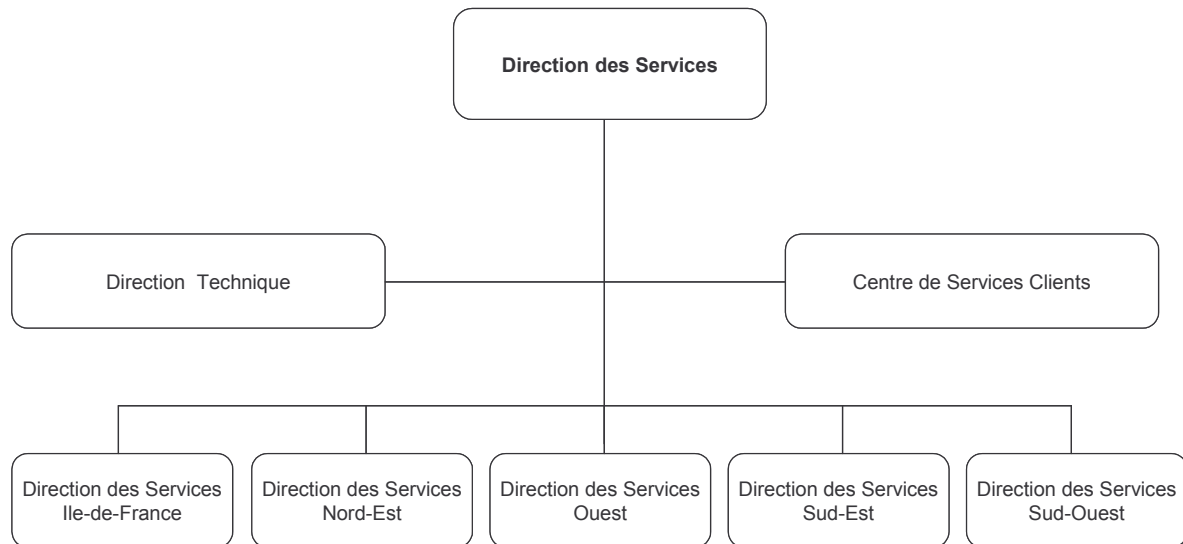 Direction des Services
Direction Technique
Centre de Services Clients
Direction des Services
Ile-de-France
Direction des Services
Nord-Est
Direction des Services
Ouest
Direction des Services
Sud-Est
Direction des Services
Sud-Ouest